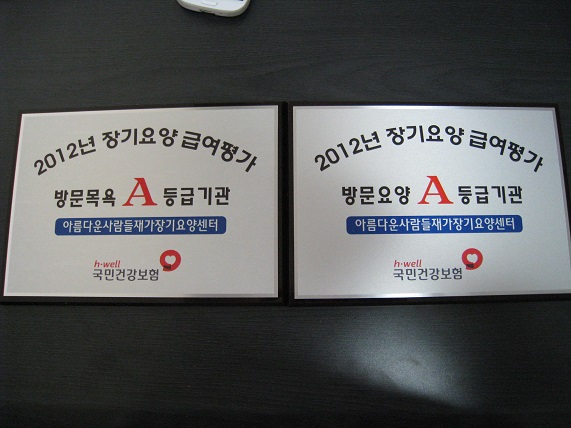 2012년 장기요양 급여평가
방문목욕 A 등급기관
아름다운사람들재가장기요양센터
h·well
국민건강보험
2012년 장기요양 급여평가
방문요양 A 등급기관
아름다운사람들재가장기요양센터
h·well
국민건강보험